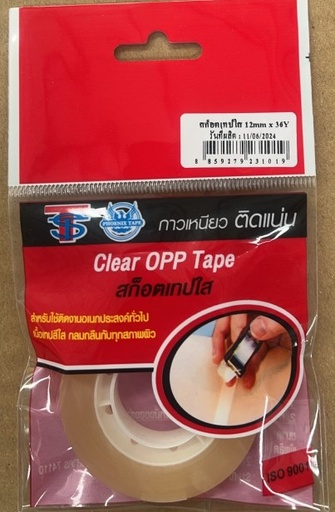 สก็อตเทปใส 12mm x 36Y
วันที่ผลิต : 11/06/2024
8 859279 231019
TS
PHOENIX TAPE
กาวเหนียว ติดแน่น
Clear OPP Tape
สก็อตเทปใส
สำหรับใช้ติดงานอเนกประสงค์ทั่วไป
เนื้อเทปสีใส กลมกลืนกับทุกสภาพผิว
74110
ISO 900